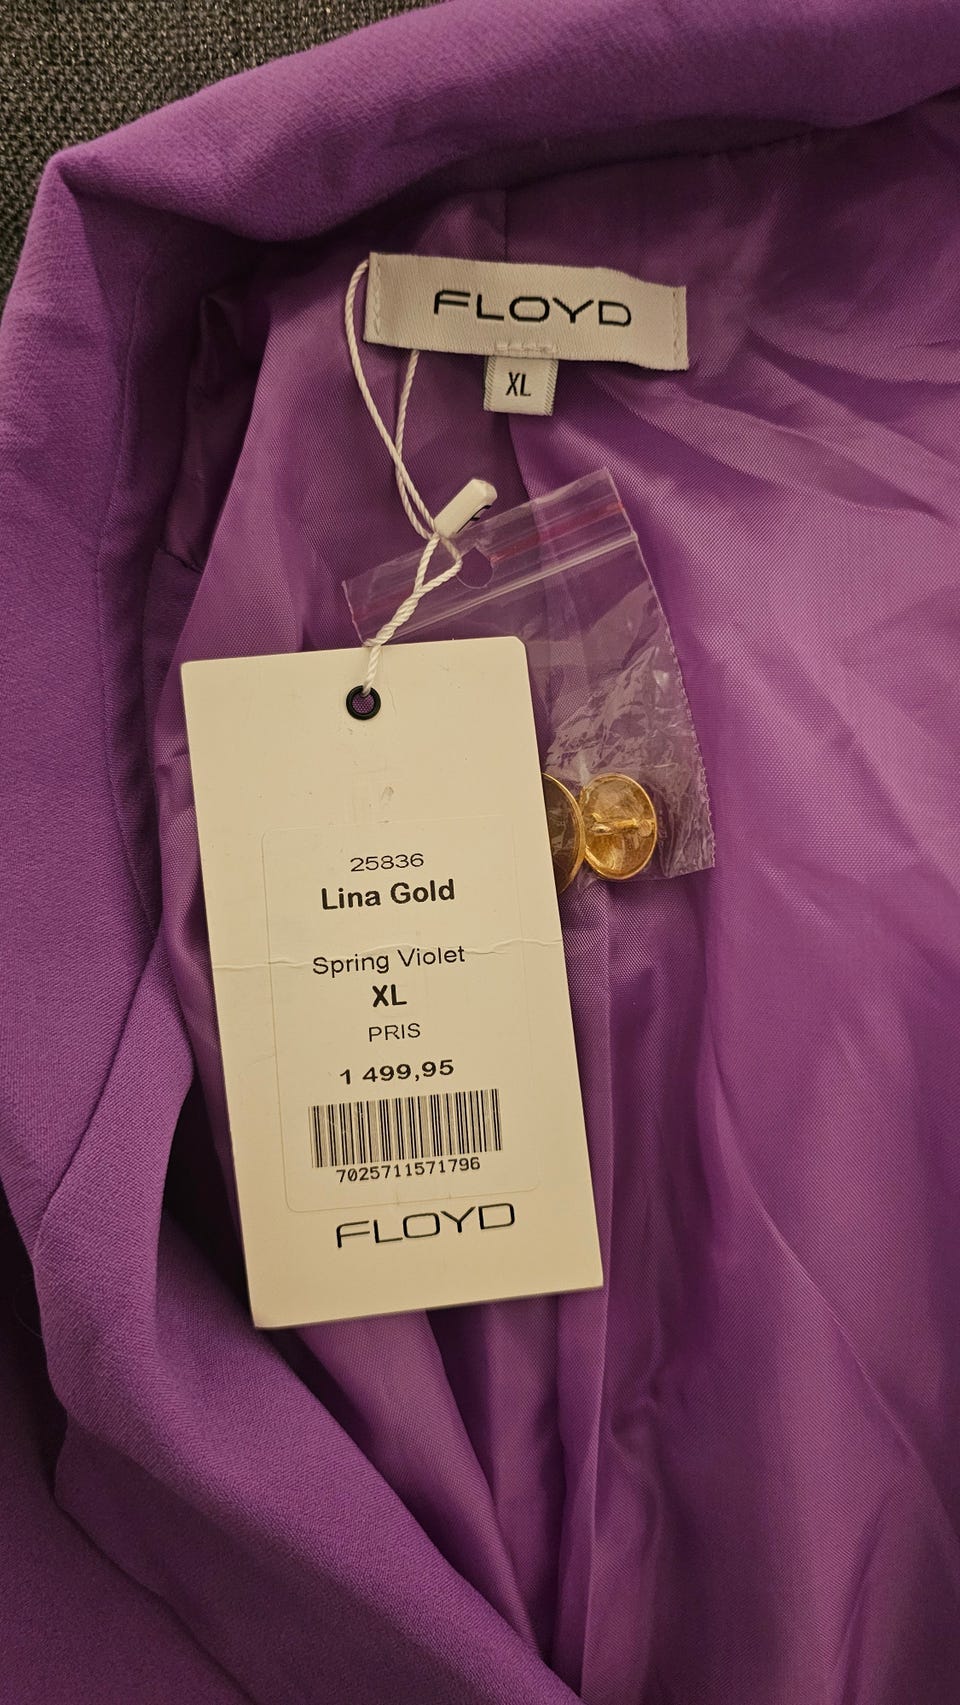 FLOYD
XL
25836
Lina Gold
Spring Violet
XL
PRIS
1 499,95
7025711571796
FLOYD